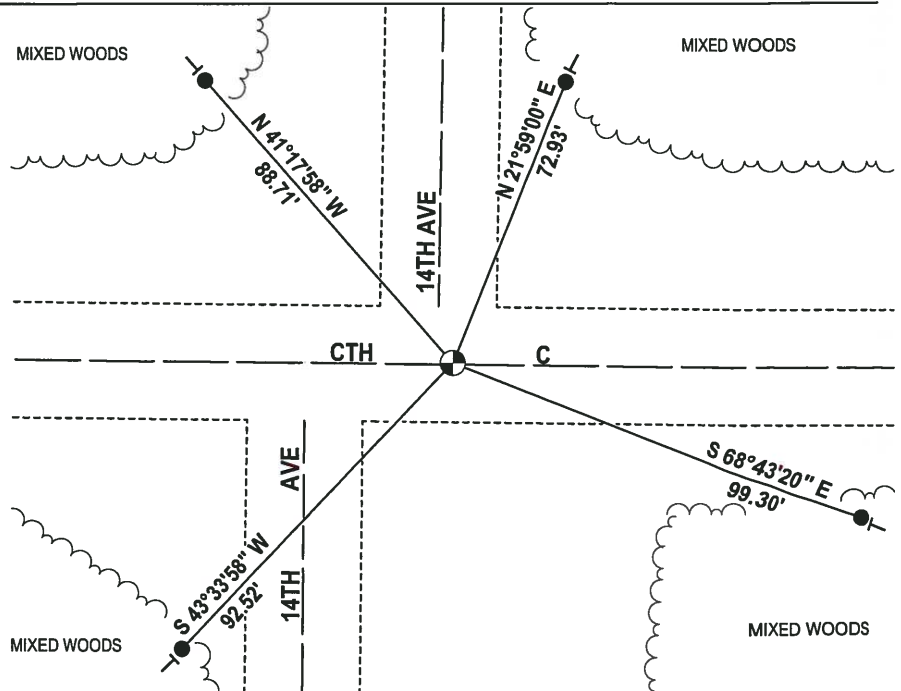 MIXED WOODS
MIXED WOODS
N 41°17'58" W
88.71'
N 21°59'00" E
72.93'
14TH AVE
CTH
C
S 68°43'20" E
99.30'
14TH AVE
S 43°33'58" W
92.52'
MIXED WOODS
MIXED WOODS